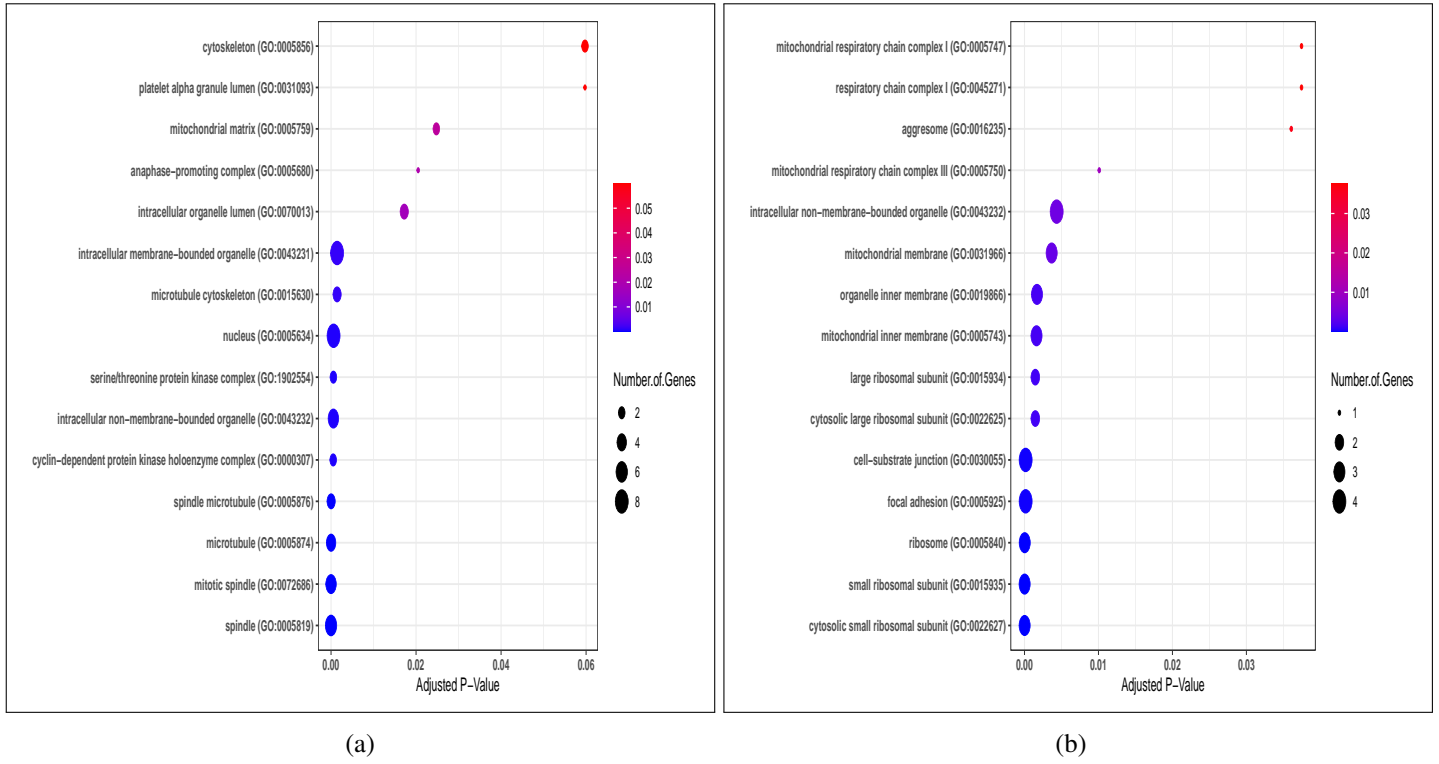 cytoskeleton (GO:0005856)
platelet alpha granule lumen (GO:0031093)
mitochondrial matrix (GO:0005759)
anaphase−promoting complex (GO:0005680)
intracellular organelle lumen (GO:0070013)
intracellular membrane−bounded organelle (GO:0043231)
microtubule cytoskeleton (GO:0015630)
nucleus (GO:0005634)
serine/threonine protein kinase complex (GO:1902554)
intracellular non−membrane−bounded organelle (GO:0043232)
cyclin−dependent protein kinase holoenzyme complex (GO:0000307)
spindle microtubule (GO:0005876)
microtubule (GO:0005874)
mitotic spindle (GO:0072686)
spindle (GO:0005819)
0.00 0.02 0.04 0.06
Adjusted P−Value
0.05
0.04
0.03
0.02
0.01
Number.of.Genes
2
4
6
8
(a)
mitochondrial respiratory chain complex I (GO:0005747)
respiratory chain complex I (GO:0045271)
aggresome (GO:0016235)
mitochondrial respiratory chain complex III (GO:0005750)
intracellular non−membrane−bounded organelle (GO:0043232)
mitochondrial membrane (GO:0031966)
organelle inner membrane (GO:0019866)
mitochondrial inner membrane (GO:0005743)
large ribosomal subunit (GO:0015934)
cytosolic large ribosomal subunit (GO:0022625)
cell−substrate junction (GO:0030055)
focal adhesion (GO:0005925)
ribosome (GO:0005840)
small ribosomal subunit (GO:0015935)
cytosolic small ribosomal subunit (GO:0022627)
0.00 0.01 0.02 0.03
Adjusted P−Value
0.03
0.02
0.01
Number.of.Genes
1
2
3
4
(b)